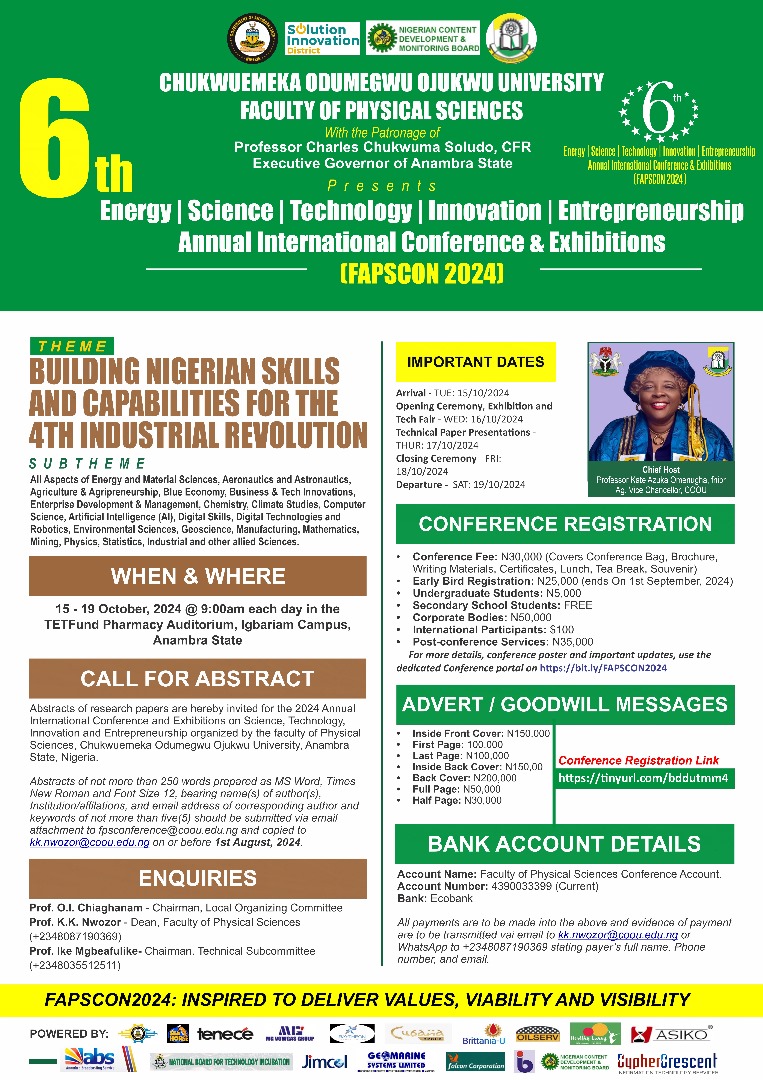 Solution
Innovation
District
NIGERIAN CONTENT
DEVELOPMENT &
MONITORING BOARD
CHUKWUEMEKA ODUMEGWU OJUKWU UNIVERSITY
FACULTY OF PHYSICAL SCIENCES
With the Patronage of
Professor Charles Chukwuma Soludo, CFR
Executive Governor of Anambra State
Presents
6th
Energy | Science | Technology | Innovation | Entrepreneurship
Annual International Conference & Exhibitions
(FAPSCON 2024)
6th
Energy | Science | Technology | Innovation | Entrepreneurship
Annual International Conference & Exhibitions
(FAPSCON 2024)
THEME
BUILDING NIGERIAN SKILLS
AND CAPABILITIES FOR THE
4TH INDUSTRIAL REVOLUTION
SUBTHEME
All Aspects of Energy and Material Sciences, Aeronautics and Astronautics,
Agriculture & Agripreneurship, Blue Economy, Business & Tech Innovations,
Enterprise Development & Management, Chemistry, Climate Studies, Computer
Science, Artificial Intelligence (AI), Digital Skills, Digital Technologies and
Robotics, Environmental Sciences, Geoscience, Manufacturing, Mathematics,
Mining, Physics, Statistics, Industrial and other allied Sciences.
WHEN & WHERE
15 - 19 October, 2024 @ 9:00am each day in the
TETFund Pharmacy Auditorium, Igbariam Campus,
Anambra State
CALL FOR ABSTRACT
Abstracts of research papers are hereby invited for the 2024 Annual
International Conference and Exhibitions on Science, Technology,
Innovation and Entrepreneurship organized by the faculty of Physical
Sciences, Chukwuemeka Odumegwu Ojukwu University, Anambra
State, Nigeria.
Abstracts of not more than 250 words prepared as MS Word, Times
New Roman and Font Size 12, bearing name(s) of author(s),
Institution/affilations, and email address of corresponding author and
keywords of not more than five(5) should be submitted via email
attachment to fpsconference@coou.edu.ng and copied to
kk.nwozor@coou.edu.ng on or before 1st August, 2024.
ENQUIRIES
Prof. O.I. Chiaghanam - Chairman, Local Organizing Committee
Prof. K.K. Nwozor - Dean, Faculty of Physical Sciences
(+2348087190369)
Prof. Ike Mgbeafulike- Chairman, Technical Subcommittee
(+2348035512511)
IMPORTANT DATES
Arrival - TUE: 15/10/2024
Opening Ceremony, Exhibition and
Tech Fair - WED: 16/10/2024
Technical Paper Presentations -
THUR: 17/10/2024
Closing Ceremony - FRI:
18/10/2024
Departure - SAT: 19/10/2024
Chief Host
Professor Kate Azuka Omenugha, fnipr
Ag. Vice Chancellor, COOU
CONFERENCE REGISTRATION
• Conference Fee: N30,000 (Covers Conference Bag, Brochure,
Writing Materials, Certificates, Lunch, Tea Break, Souvenir)
• Early Bird Registration: N25,000 (ends On 1st September, 2024)
• Undergraduate Students: N5,000
• Secondary School Students: FREE
• Corporate Bodies: N50,000
• International Participants: $100
• Post-conference Services: N35,000
For more details, conference poster and important updates, use the
dedicated Conference portal on https://bit.ly/FAPSCON2024
ADVERT / GOODWILL MESSAGES
• Inside Front Cover: N150,000
• First Page: 100,000
• Last Page: N100,000
• Inside Back Cover: N150,00
• Back Cover: N200,000
• Full Page: N50,000
• Half Page: N30,000
Conference Registration Link
https://tinyurl.com/bddutmm4
BANK ACCOUNT DETAILS
Account Name: Faculty of Physical Sciences Conference Account.
Account Number: 4390033399 (Current)
Bank: Ecobank
All payments are to be made into the above and evidence of payment
are to be transmitted vai email to kk.nwozor@coou.edu.ng or
WhatsApp to +2348087190369 stating payer's full name, Phone
number, and email.
FAPSCON2024: INSPIRED TO DELIVER VALUES, VIABILITY AND VISIBILITY
POWERED BY:
tenece
Cubana
Brittania-U
OILSERV
ASIKO
abs
NATIONAL BOARD FOR TECHNOLOGY INCUBATION
Jimcol
GEOMARINE
SYSTEMS LIMITED
Falcon Corporation
NIGERIAN CONTENT
DEVELOPMENT &
MONITORING BOARD
CypherCrescent
INFORMATION TECHNOLOGY SERVICES